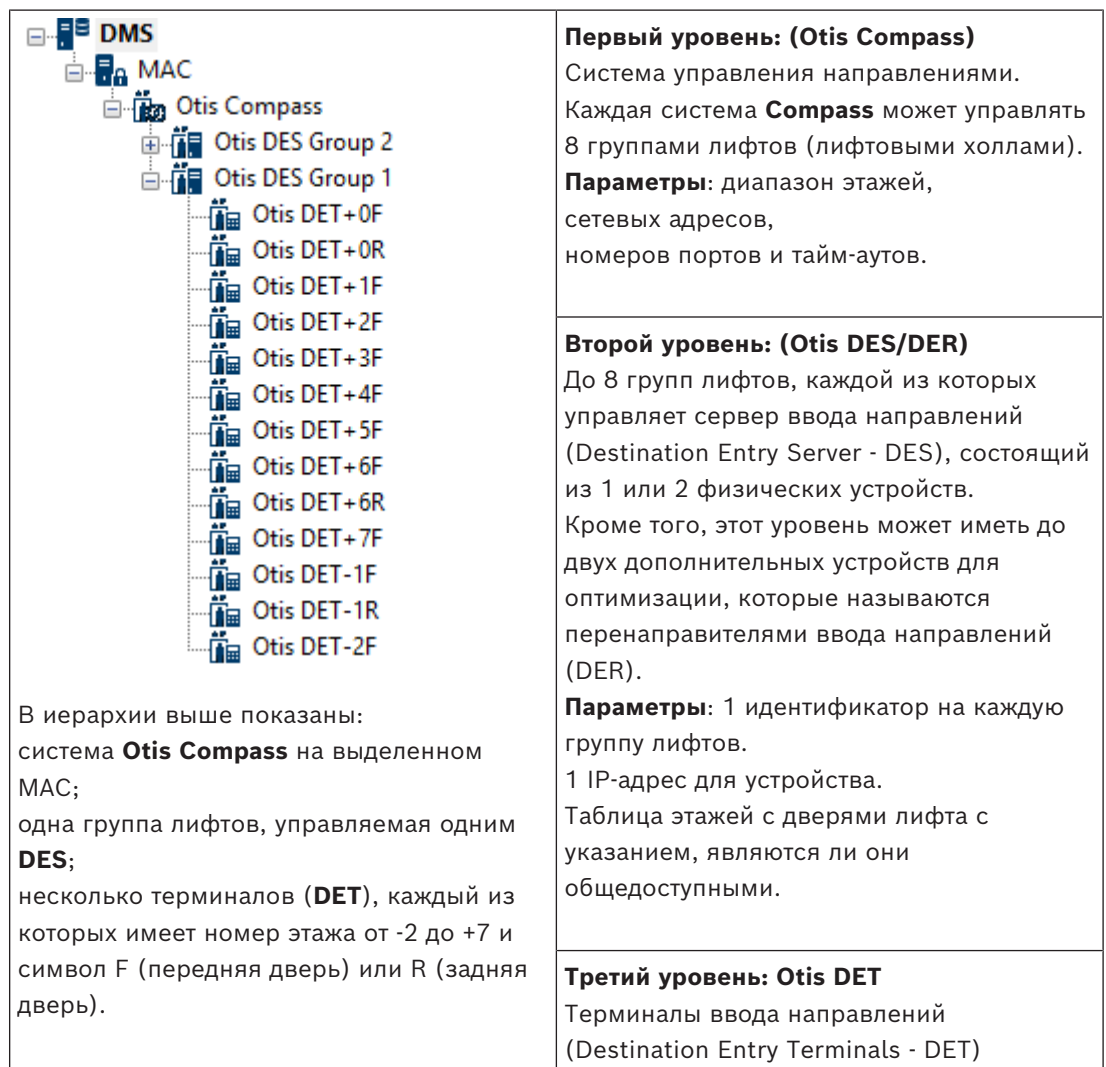 DMS
MAC
Otis Compass
Otis DES Group 2
Otis DES Group 1
Otis DET+0F
Otis DET+0R
Otis DET+1F
Otis DET+2F
Otis DET+3F
Otis DET+4F
Otis DET+5F
Otis DET+6F
Otis DET+6R
Otis DET+7F
Otis DET-1F
Otis DET-1R
Otis DET-2F
В иерархии выше показаны:
система Otis Compass на выделенном
MAC;
одна группа лифтов, управляемая одним
DES;
несколько терминалов (DET), каждый из
которых имеет номер этажа от -2 до +7 и
символ F (передняя дверь) или R (задняя
дверь).
Первый уровень: (Otis Compass)
Система управления направлениями.
Каждая система Compass может управлять
8 группами лифтов (лифтовыми холлами).
Параметры: диапазон этажей,
сетевых адресов,
номеров портов и тайм-аутов.
Второй уровень: (Otis DES/DER)
До 8 групп лифтов, каждой из которых
управляет сервер ввода направлений
(Destination Entry Server - DES), состоящий
из 1 или 2 физических устройств.
Кроме того, этот уровень может иметь до
двух дополнительных устройств для
оптимизации, которые называются
перенаправителями ввода направлений
(DER).
Параметры: 1 идентификатор на каждую
группу лифтов.
1 IP-адрес для устройства.
Таблица этажей с дверями лифта с
указанием, являются ли они
общедоступными.
Третий уровень: Otis DET
Терминалы ввода направлений
(Destination Entry Terminals - DET)